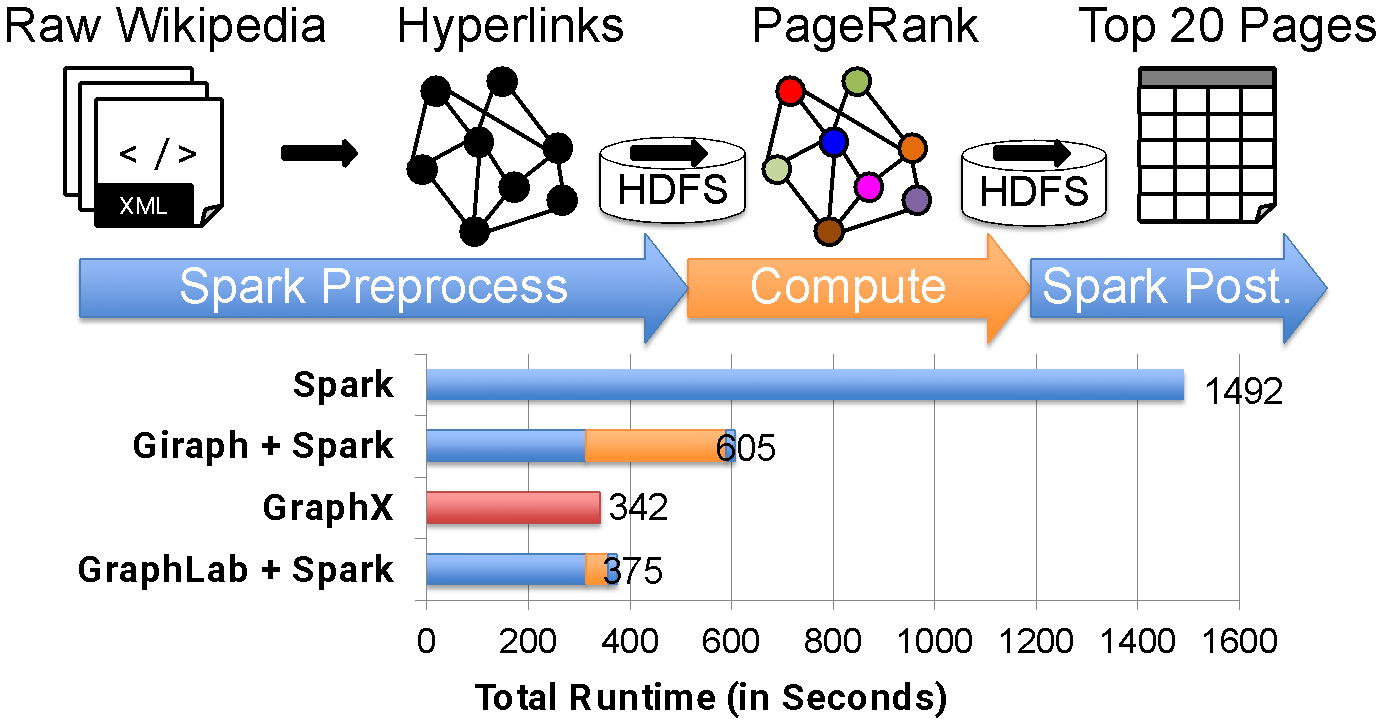 Raw Wikipedia Hyperlinks PageRank Top 20 Pages
< / >
XML
HDFS HDFS
Spark Preprocess Compute Spark Post.
Spark 1492
Giraph + Spark 605
GraphX 342
GraphLab + Spark 375
0 200 400 600 800 1000 1200 1400 1600
Total Runtime (in Seconds)